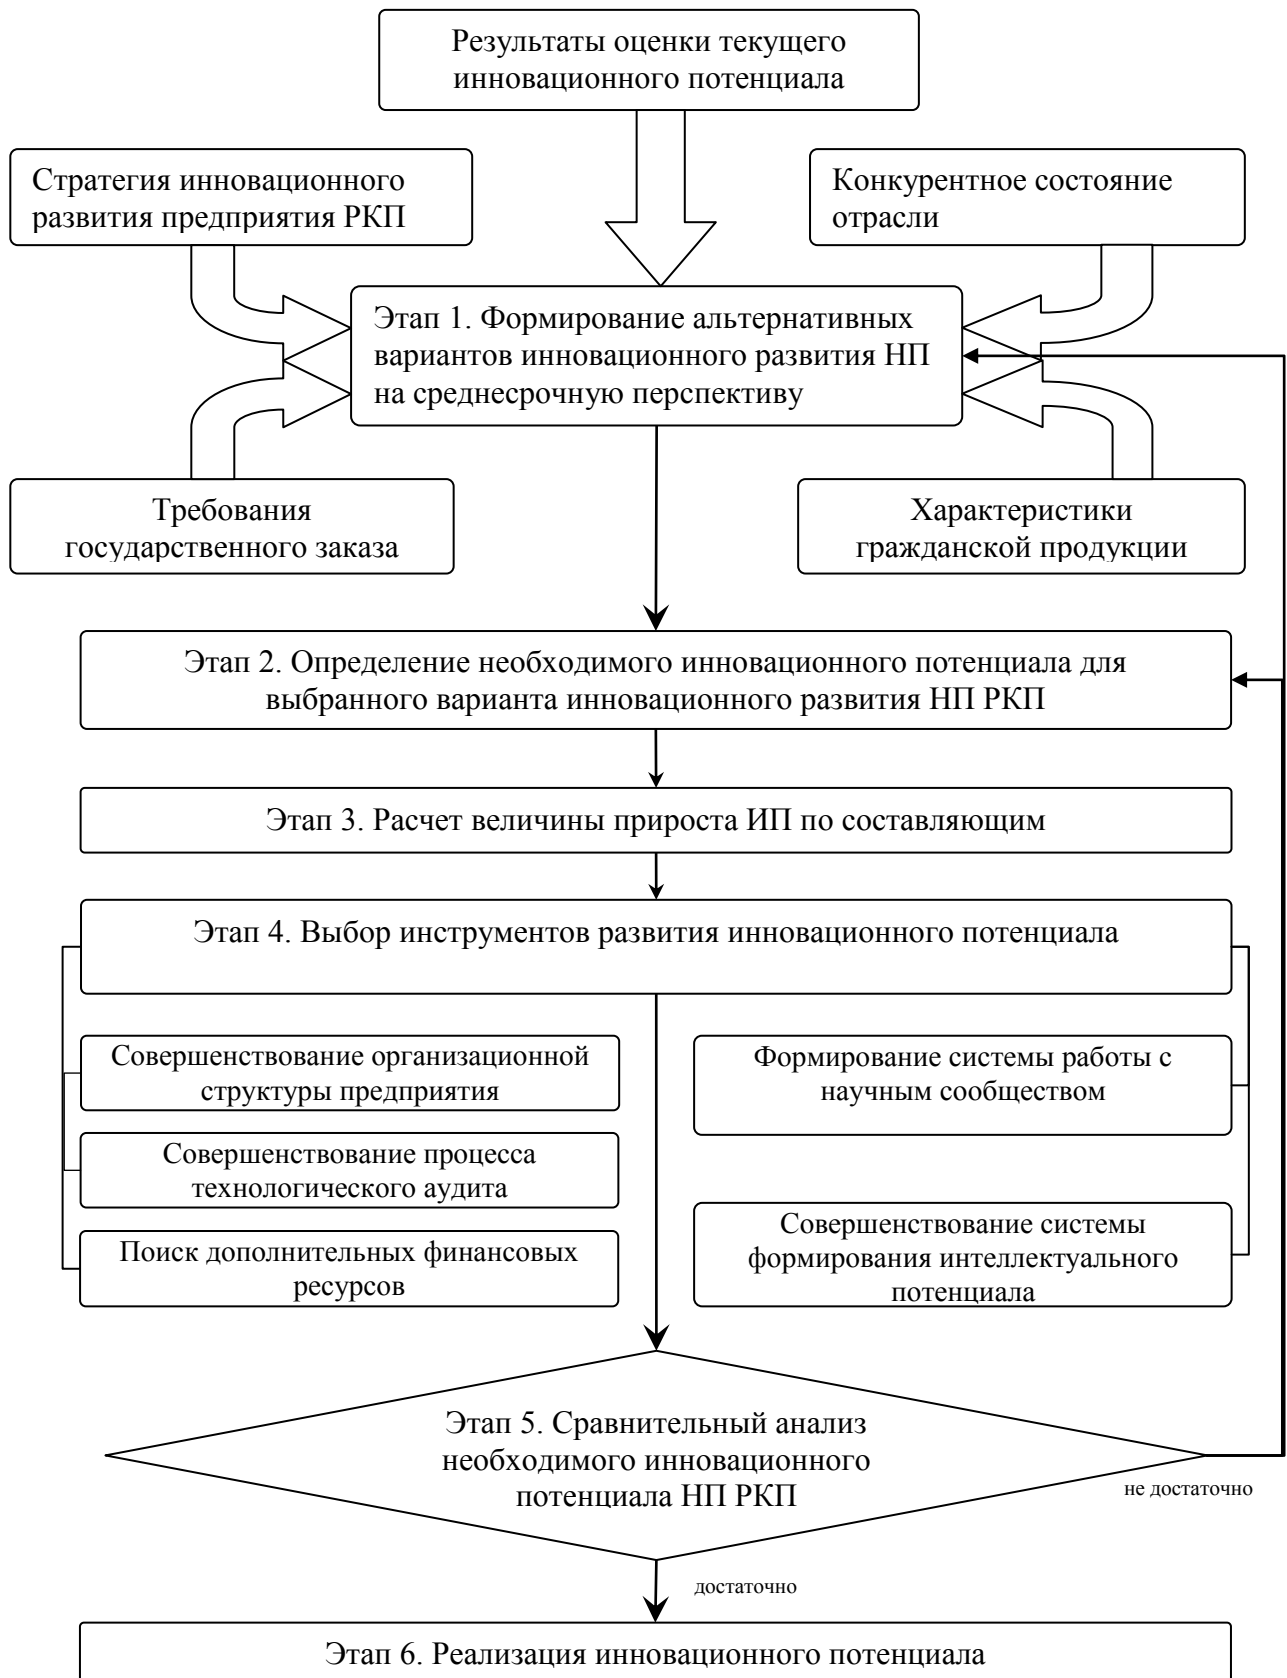 Результаты оценки текущего
инновационного потенциала
Стратегия инновационного
развития предприятия РКП
Конкурентное состояние
отрасли
Этап 1. Формирование альтернативных
вариантов инновационного развития НП
на среднесрочную перспективу
Требования
государственного заказа
Характеристики
гражданской продукции
Этап 2. Определение необходимого инновационного потенциала для
выбранного варианта инновационного развития НП РКП
Этап 3. Расчет величины прироста ИП по составляющим
Этап 4. Выбор инструментов развития инновационного потенциала
Совершенствование организационной
структуры предприятия
Формирование системы работы с
научным сообществом
Совершенствование процесса
технологического аудита
Поиск дополнительных финансовых
ресурсов
Совершенствование системы
формирования интеллектуального
потенциала
Этап 5. Сравнительный анализ
необходимого инновационного
потенциала НП РКП
не достаточно
достаточно
Этап 6. Реализация инновационного потенциала